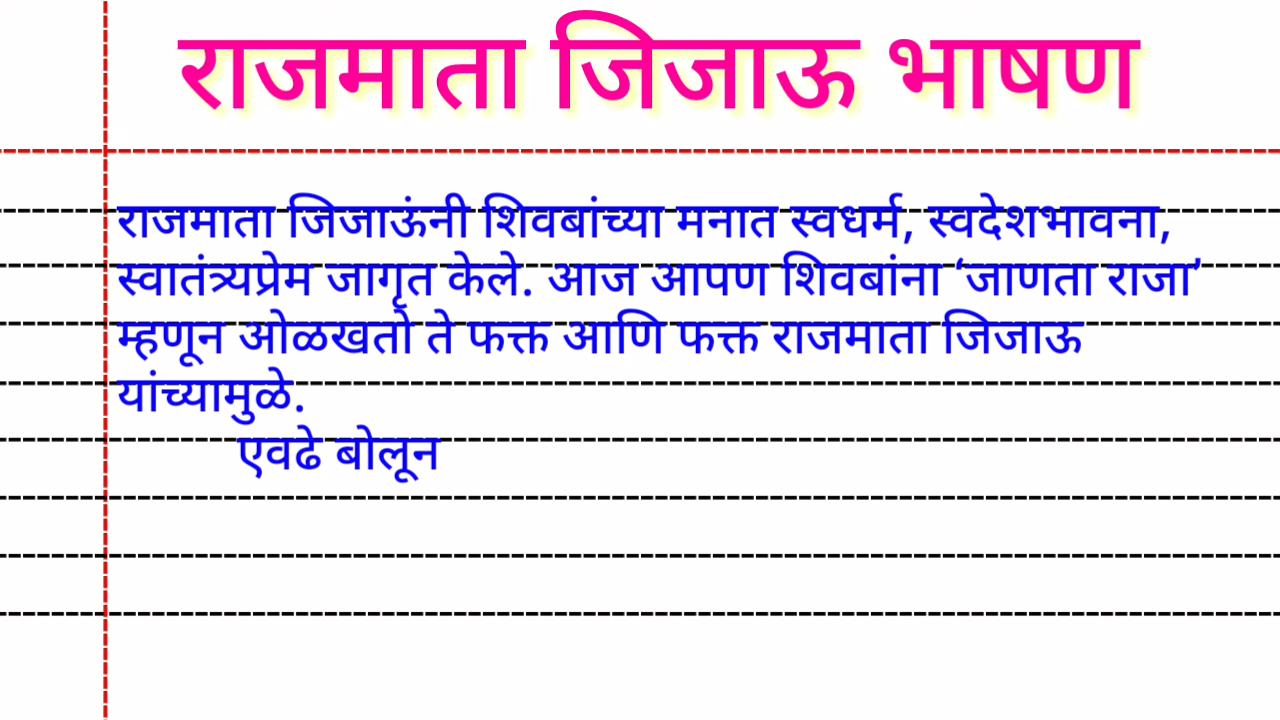 राजमाता जिजाऊ भाषण
राजमाता जिजाऊंनी शिवबांच्या मनात स्वधर्म, स्वदेशभावना,
स्वातंत्र्यप्रेम जागृत केले. आज आपण शिवबांना ‘जाणता राजा’
म्हणून ओळखतो ते फक्त आणि फक्त राजमाता जिजाऊ
यांच्यामुळे.
एवढे बोलून